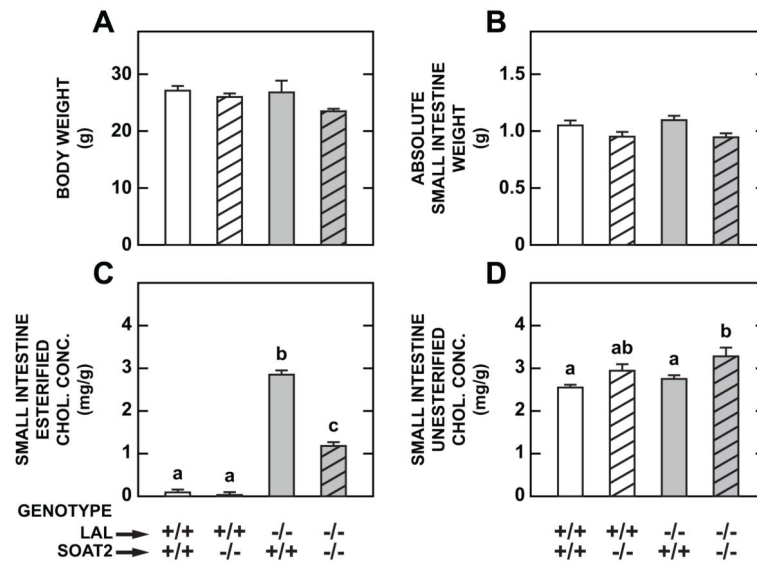 A
BODY WEIGHT
(g)
30
20
10
0
B
ABSOLUTE
SMALL INTESTINE
WEIGHT
(g)
1.5
1.0
0.5
0
C
SMALL INTESTINE
ESTERIFIED
CHOL. CONC.
(mg/g)
4
3
2
1
0
a a b c
D
SMALL INTESTINE
UNESTERIFIED
CHOL. CONC.
(mg/g)
4
3
2
1
0
a ab a b
GENOTYPE
LAL → +/+ +/+ -/- -/- +/+ +/+ -/- -/-
SOAT2 → +/+ -/- +/+ -/- +/+ -/- +/+ -/-